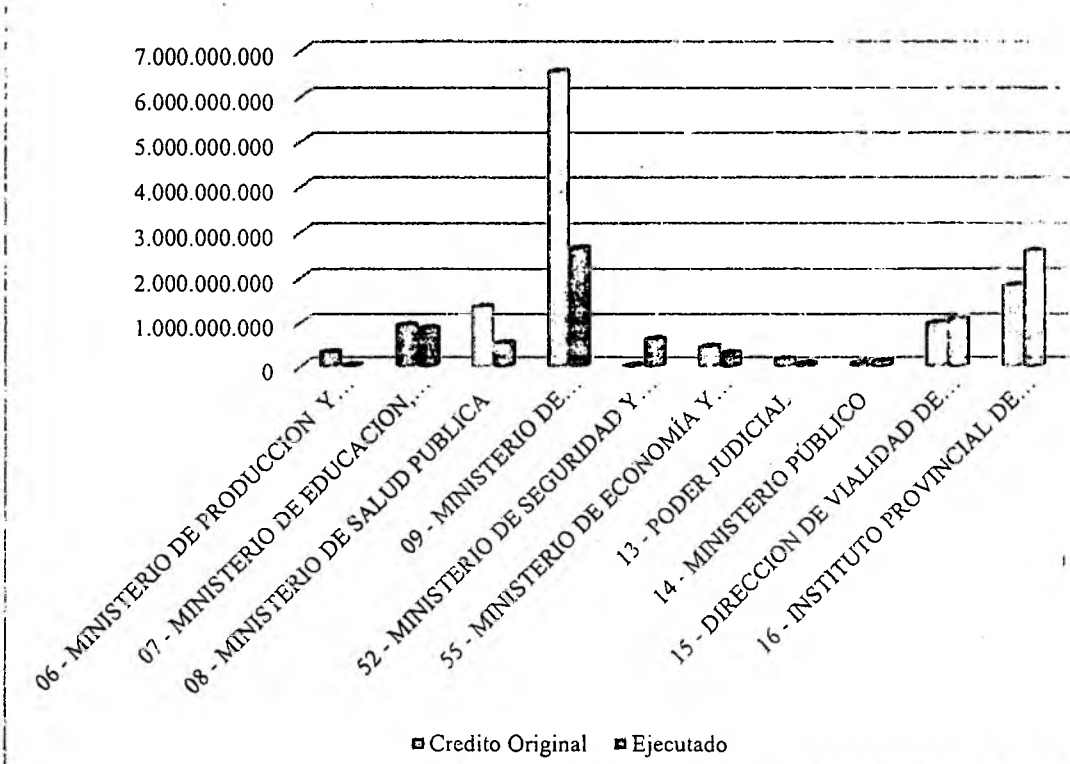 7.000.000.000
6.000.000.000
5.000.000.000
4.000.000.000
3.000.000.000
2.000.000.000
1.000.000.000
0
06 - MINISTERIO DE PRODUCCION Y...
07 - MINISTERIO DE EDUCACION,...
08 - MINISTERIO DE SALUD PUBLICA
09 - MINISTERIO DE...
52 - MINISTERIO DE SEGURIDAD Y...
55 - MINISTERIO DE ECONOMÍA Y...
13 - PODER JUDICIAL
14 - MINISTERIO PÚBLICO
15 - DIRECCION DE VIALIDAD DE...
16 - INSTITUTO PROVINCIAL DE...
Credito Original Ejecutado